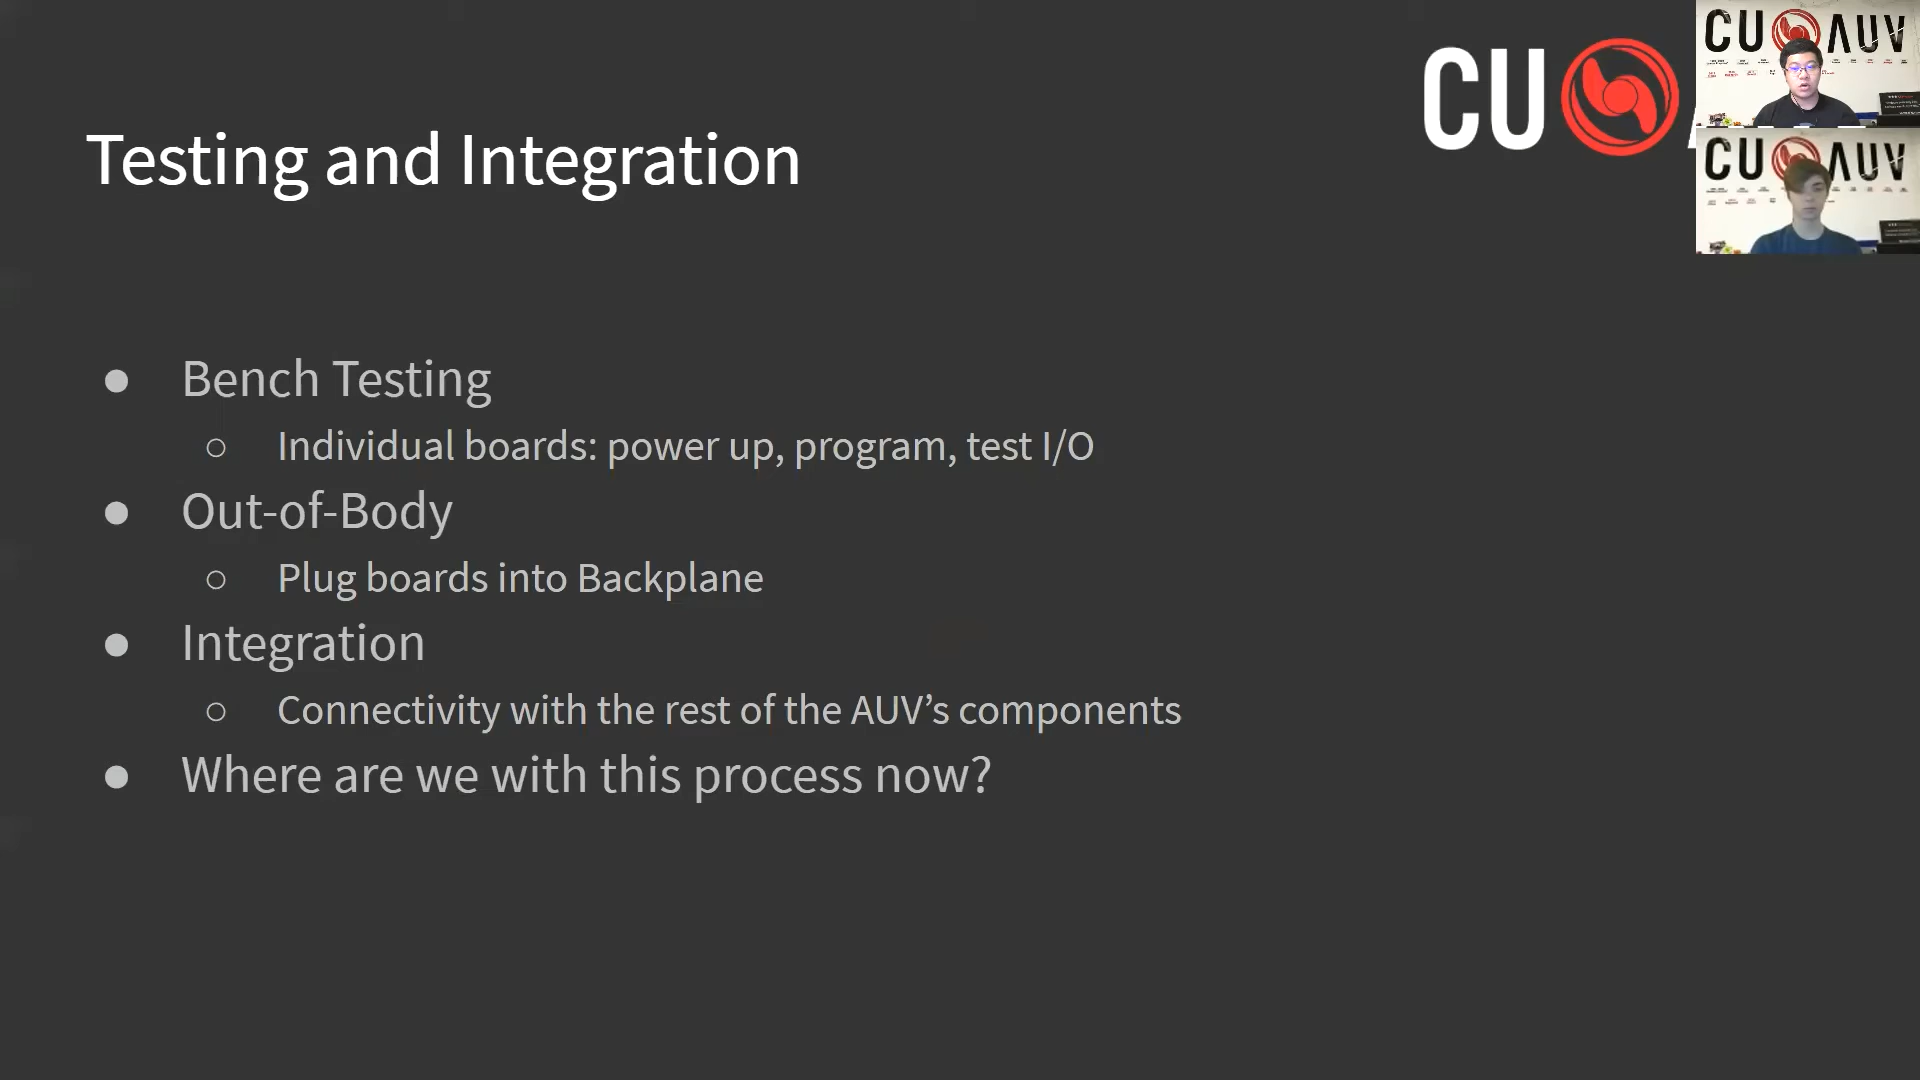 CU
CU AUV
Testing and Integration
CU AUV
Bench Testing
Individual boards: power up, program, test I/O
Out-of-Body
Plug boards into Backplane
Integration
Connectivity with the rest of the AUV’s components
Where are we with this process now?